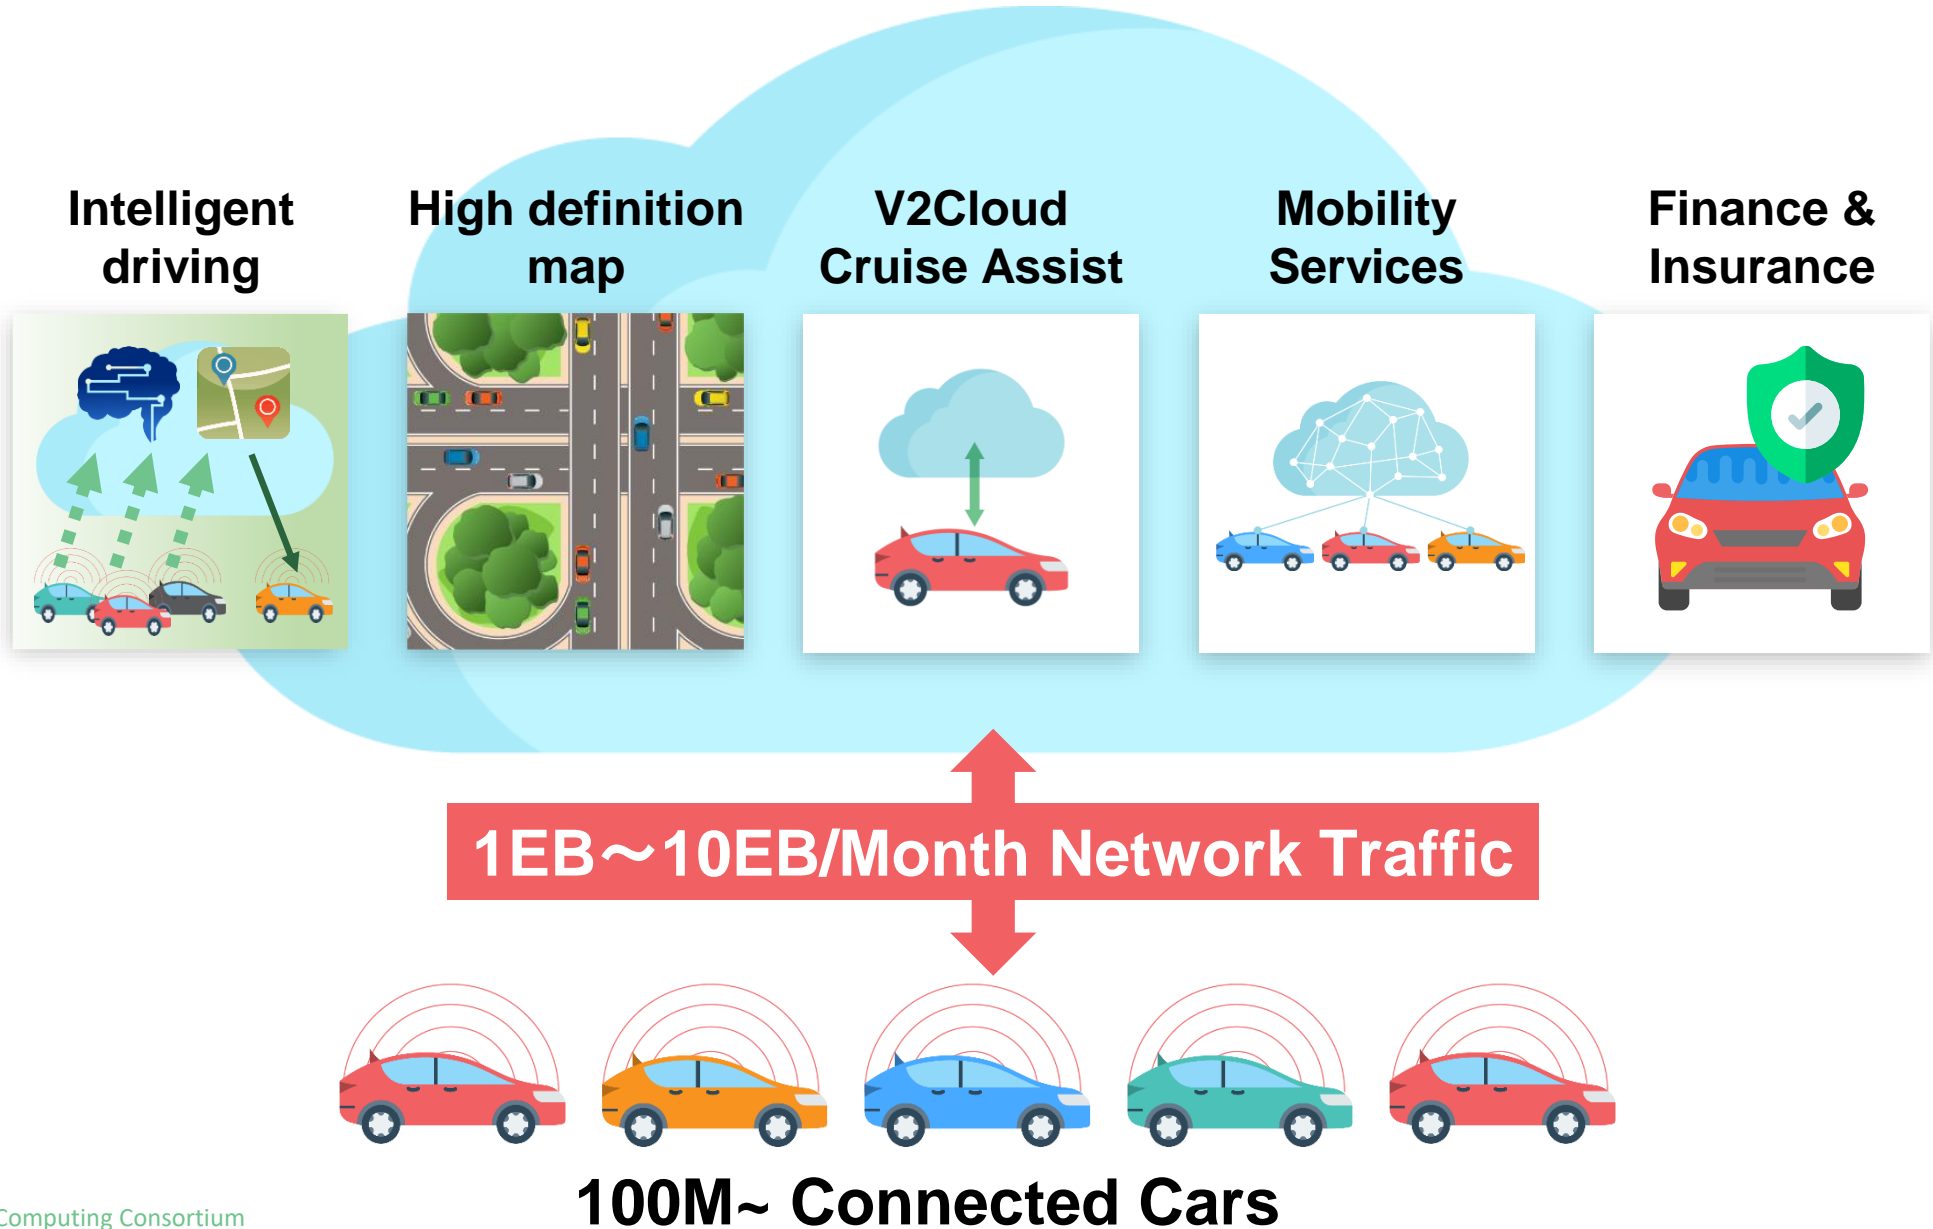 Intelligent
driving
High definition
map
V2Cloud
Cruise Assist
Mobility
Services
Finance &
Insurance
1EB～10EB/Month Network Traffic
100M~ Connected Cars
Computing Consortium